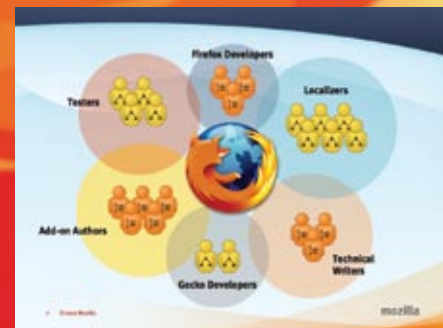 Firefox Developers
Testers
Localizers
Add-on Authors
Technical
Writers
Gecko Developers
mozilla